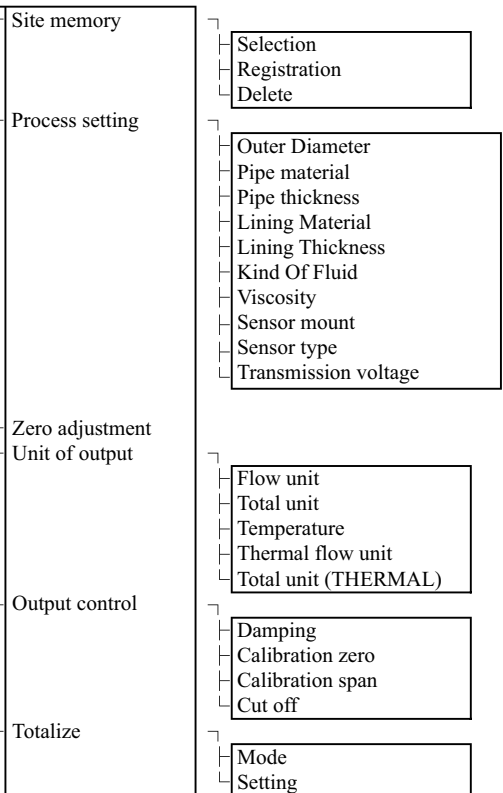 Site memory
Selection
Registration
Delete
Process setting
Outer Diameter
Pipe material
Pipe thickness
Lining Material
Lining Thickness
Kind Of Fluid
Viscosity
Sensor mount
Sensor type
Transmission voltage
Zero adjustment
Unit of output
Flow unit
Total unit
Temperature
Thermal flow unit
Total unit (THERMAL)
Output control
Damping
Calibration zero
Calibration span
Cut off
Totalize
Mode
Setting